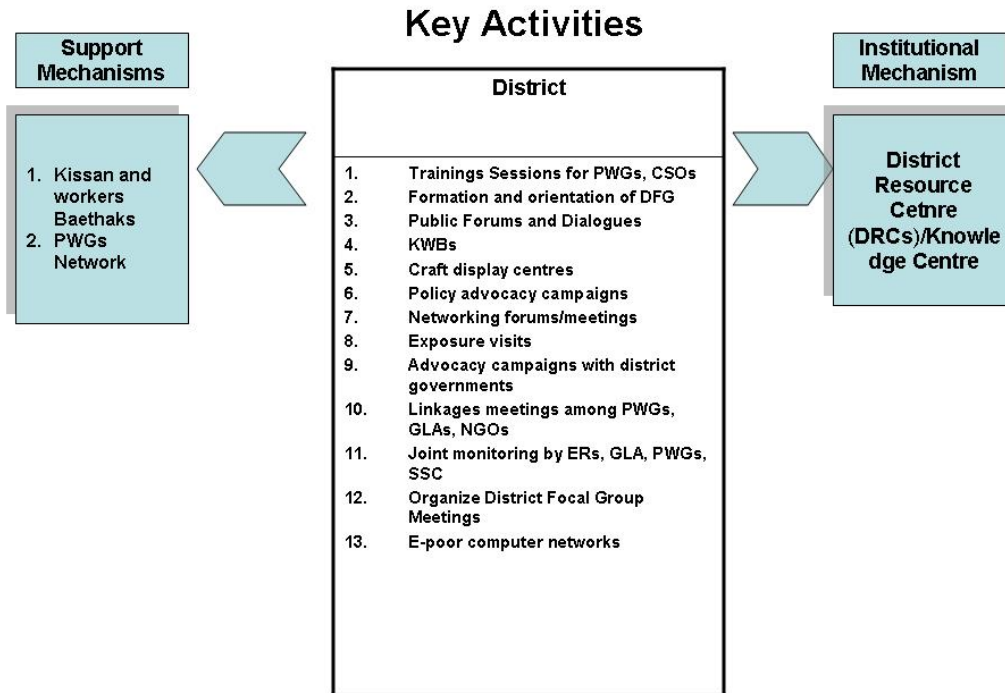 Key Activities
Support
Mechanisms
1. Kissan and
workers
Baethaks
2. PWGs
Network
District
1. Trainings Sessions for PWGs, CSOs
2. Formation and orientation of DFG
3. Public Forums and Dialogues
4. KWBs
5. Craft display centres
6. Policy advocacy campaigns
7. Networking forums/meetings
8. Exposure visits
9. Advocacy campaigns with district
governments
10. Linkages meetings among PWGs,
GLAs, NGOs
11. Joint monitoring by ERs, GLA, PWGs,
SSC
12. Organize District Focal Group
Meetings
13. E-poor computer networks
Institutional
Mechanism
District
Resource
Cetnre
(DRCs)/Knowle
dge Centre